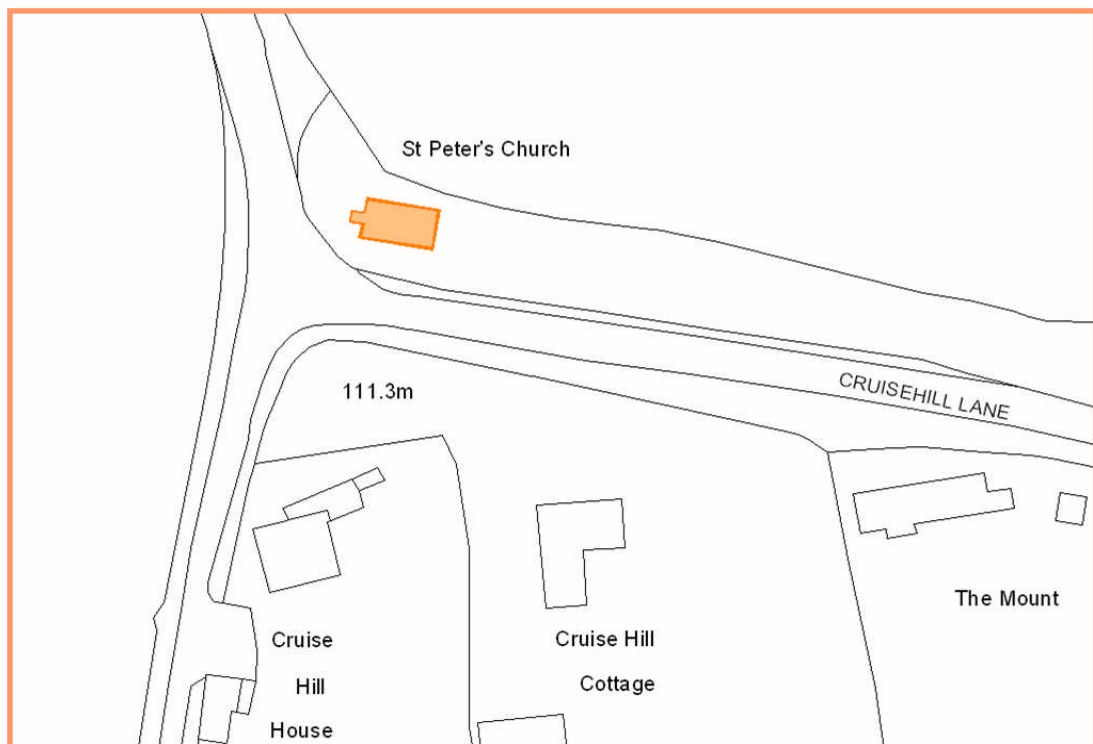 St Peter's Church
111.3m
CRUISEHILL LANE
The Mount
Cruise
Hill
House
Cruise Hill
Cottage